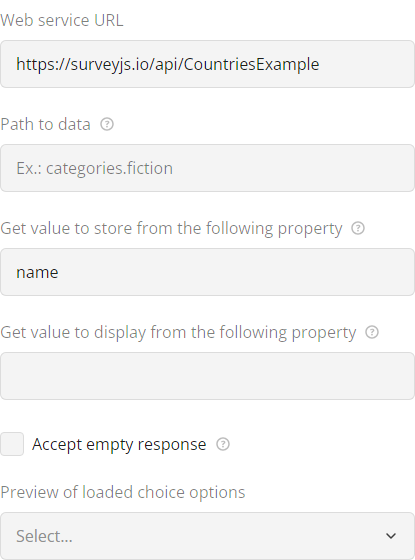 Web service URL
https://surveyjs.io/api/CountriesExample
Path to data ?
Ex.: categories.fiction
Get value to store from the following property ?
name
Get value to display from the following property ?
Accept empty response ?
Preview of loaded choice options
Select...